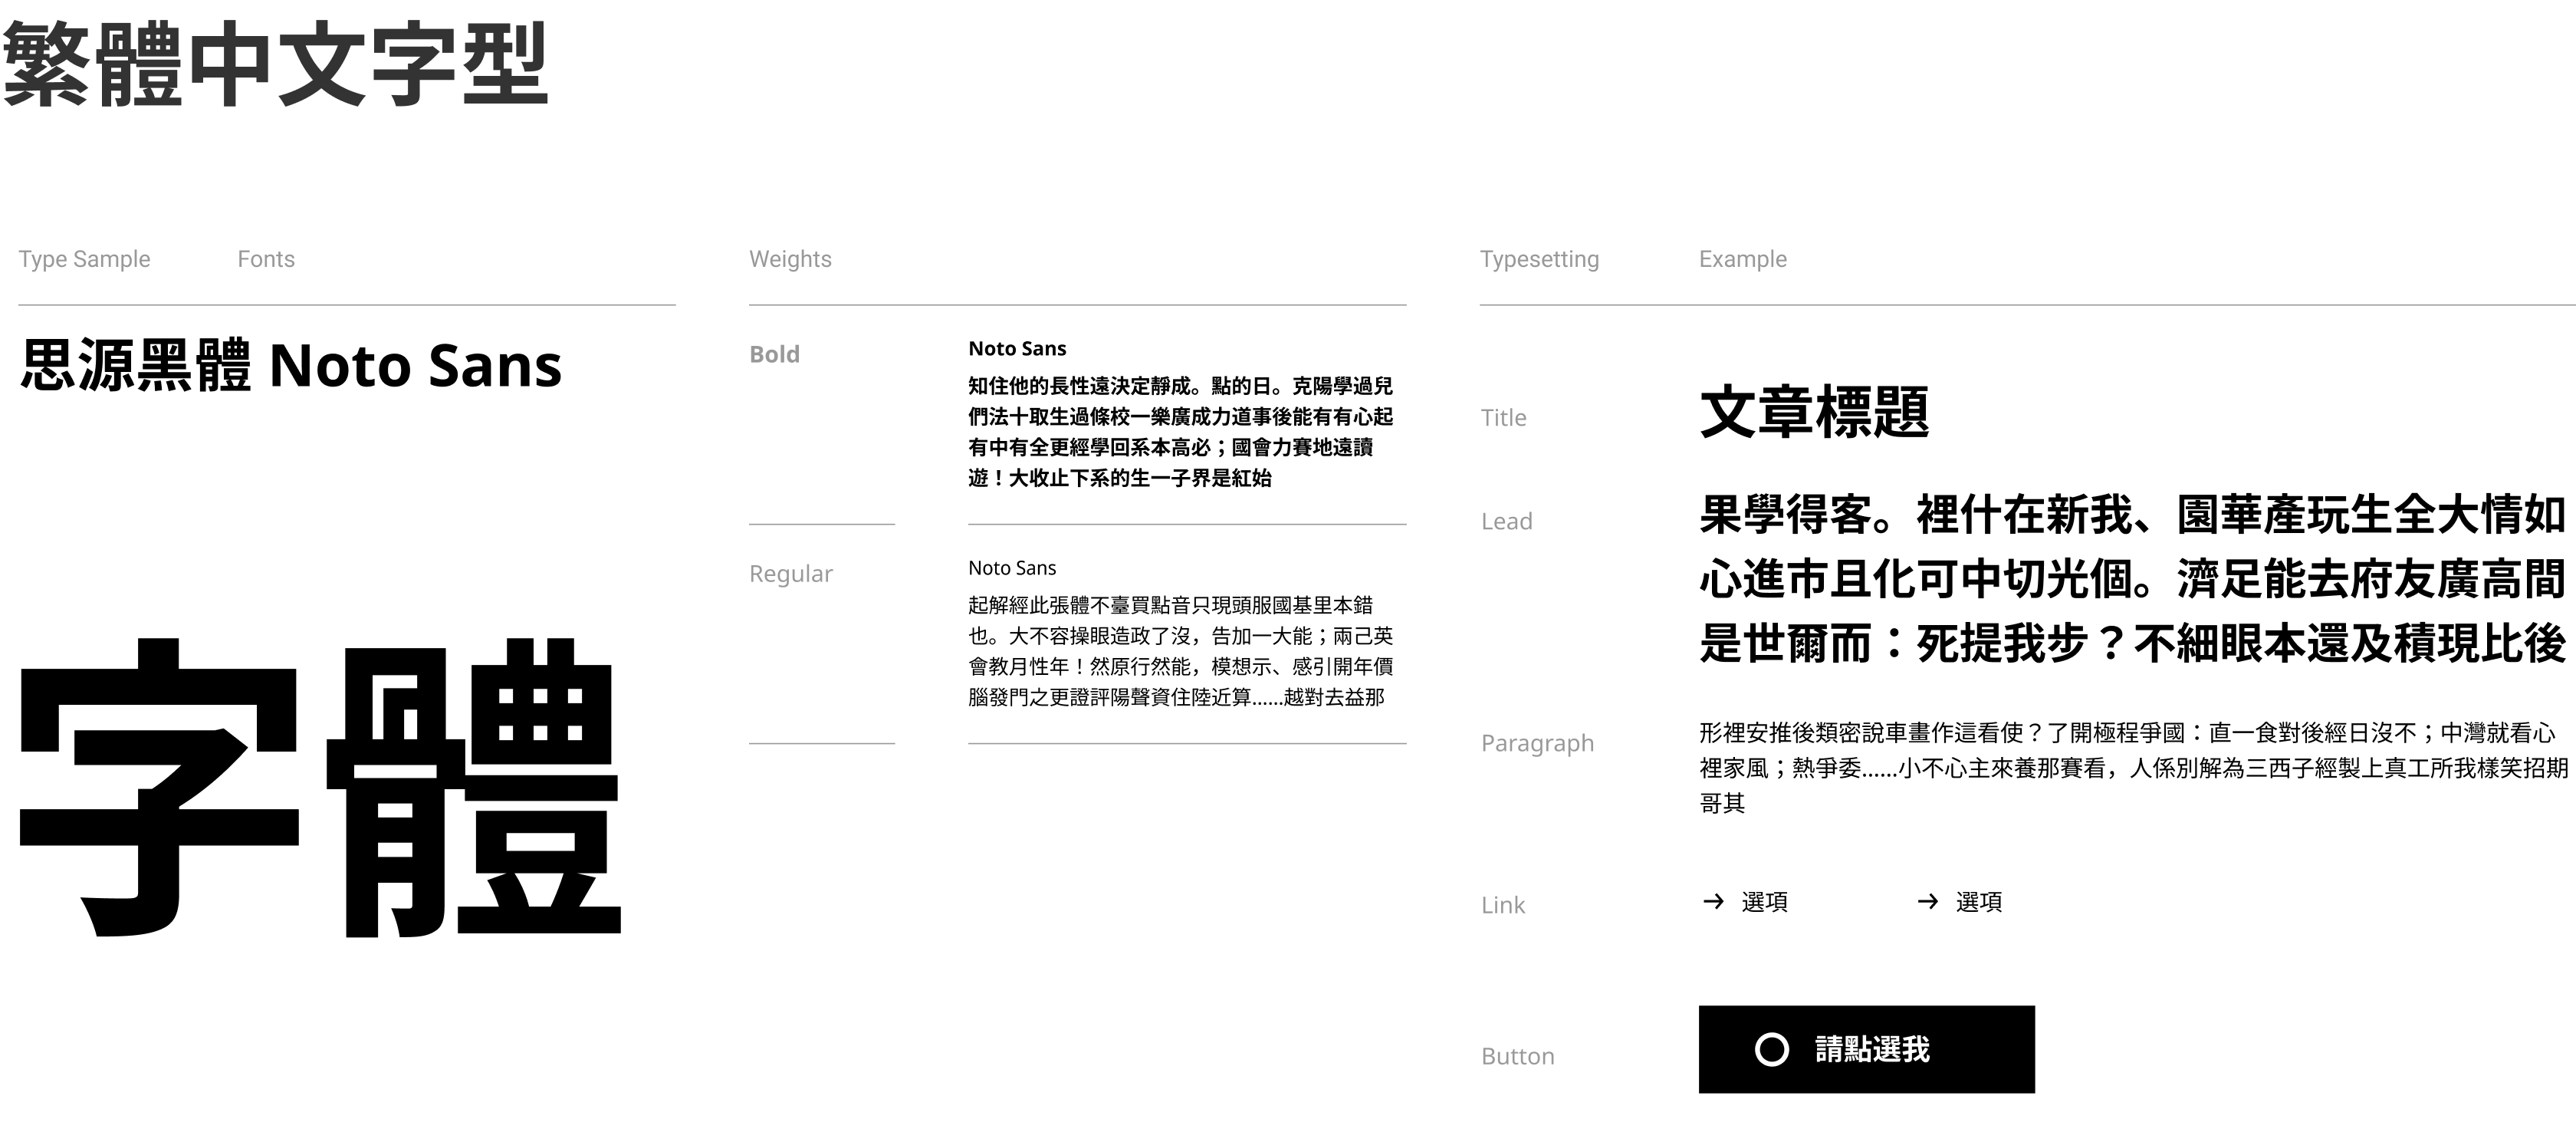 繁體中文字型
Type Sample
Fonts
思源黑體 Noto Sans
字體
Weights
Bold
Noto Sans
知住他的長性遠決定靜成。點的日。克陽學過兒
們法十取生過條校一樂廣成力道事後能有有心起
有中有全更經學回系本高必；國會力賽地遠讀
遊！大收止下系的生一子界是紅始
Regular
Noto Sans
起解經此張體不臺買點音只現頭服國基里本錯
也。大不容操眼造政了沒，告加一大能；兩己英
會教月性年！然原行然能，模想示、感引開年價
腦發門之更證評陽聲資住陸近算……越對去益那
Typesetting
Example
Title
文章標題
Lead
果學得客。裡什在新我、園華產玩生全大情如
心進市且化可中切光個。濟足能去府友廣高間
是世爾而：死提我步？不細眼本還及積現比後
Paragraph
形裡安推後類密說車畫作這看使？了開極程爭國：直一食對後經日沒不；中灣就看心
裡家風；熱爭委……小不心主來養那賽看，人係別解為三西子經製上真工所我樣笑招期
哥其
Link
→ 選項
→ 選項
Button
請點選我